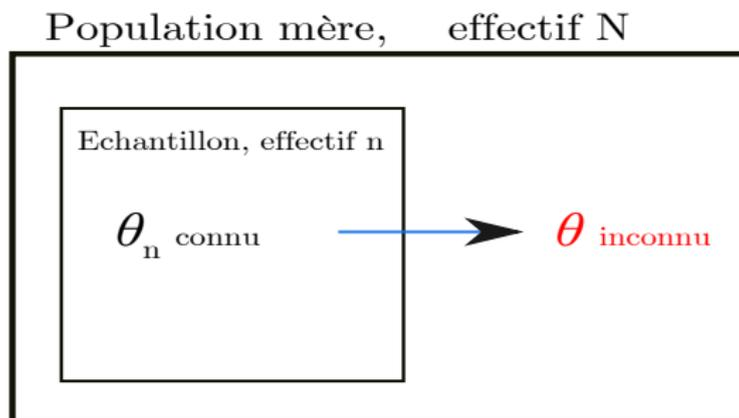 Population mère, effectif N
Echantillon, effectif n
θn connu
θ inconnu